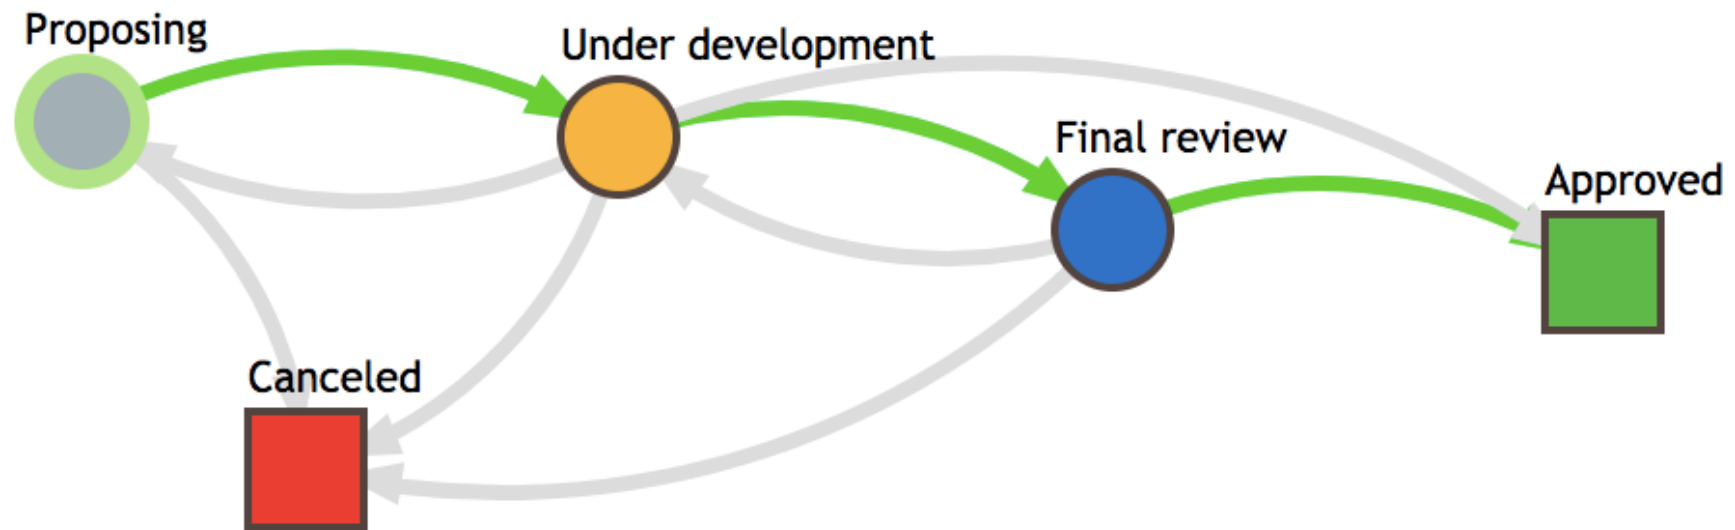 Proposing
Under development
Final review
Approved
Canceled